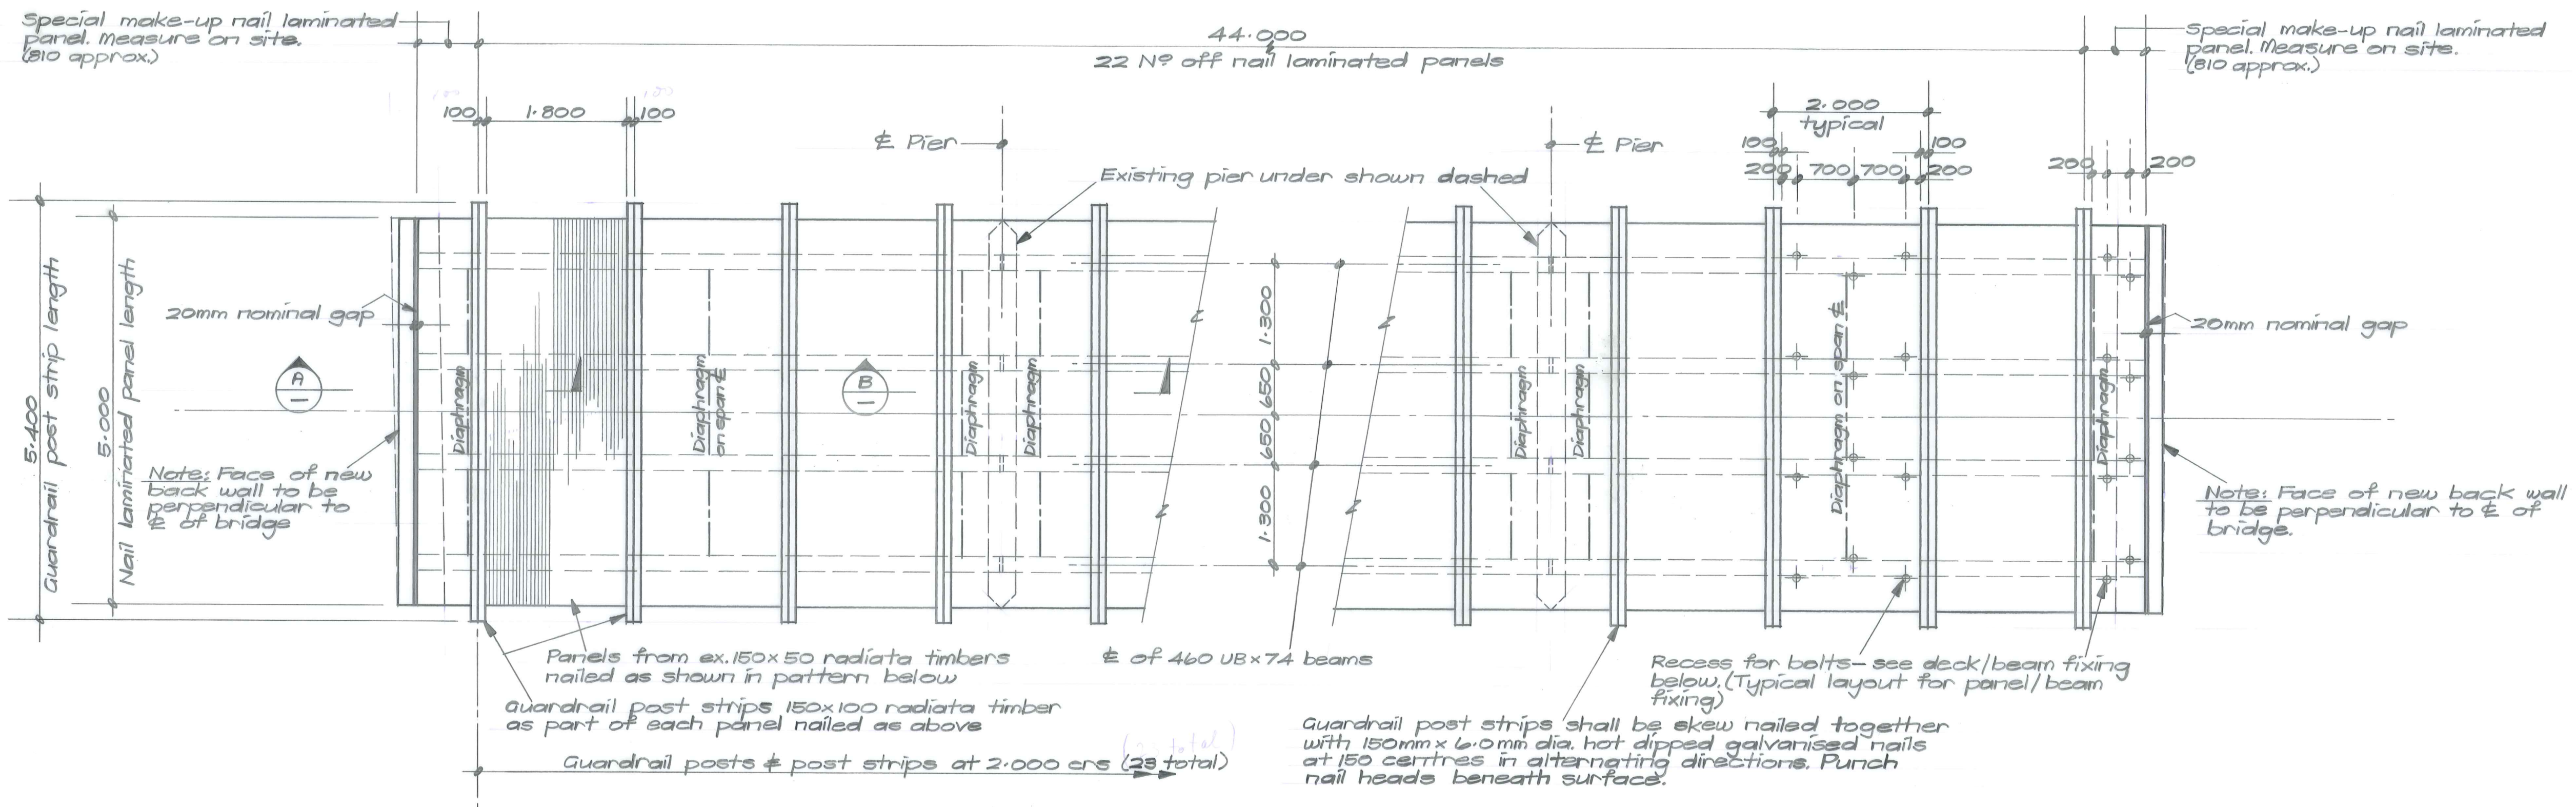 Special make-up nail laminated
panel. Measure on site.
(810 approx.)
44.000
22 Nº off nail laminated panels
Special make-up nail laminated
panel. Measure on site.
(810 approx.)
100
1.800
100
℄ Pier
℄ Pier
2.000
typical
100
100
200
700
700
200
200
200
Existing pier under shown dashed
5.400
Guardrail post strip length
5.000
Nail laminated panel length
20mm nominal gap
A
Note: Face of new
back wall to be
perpendicular to
℄ of bridge
Diaphragm
Diaphragm
on span ℄
B
Diaphragm
Diaphragm
1.300
650
650
1.300
Diaphragm
Diaphragm
Diaphragm on span ℄
Diaphragm
20mm nominal gap
Note: Face of new back wall
to be perpendicular to ℄ of
bridge.
Panels from ex.150x50 radiata timbers
nailed as shown in pattern below
Guardrail post strips 150x100 radiata timber
as part of each panel nailed as above
Guardrail posts & post strips at 2.000 crs (23 total)
℄ of 460 UB x 74 beams
Recess for bolts - see deck/beam fixing
below. (Typical layout for panel/beam
fixing)
Guardrail post strips shall be skew nailed together
with 150mm x 6.0mm dia. hot dipped galvanised nails
at 150 centres in alternating directions. Punch
nail heads beneath surface.